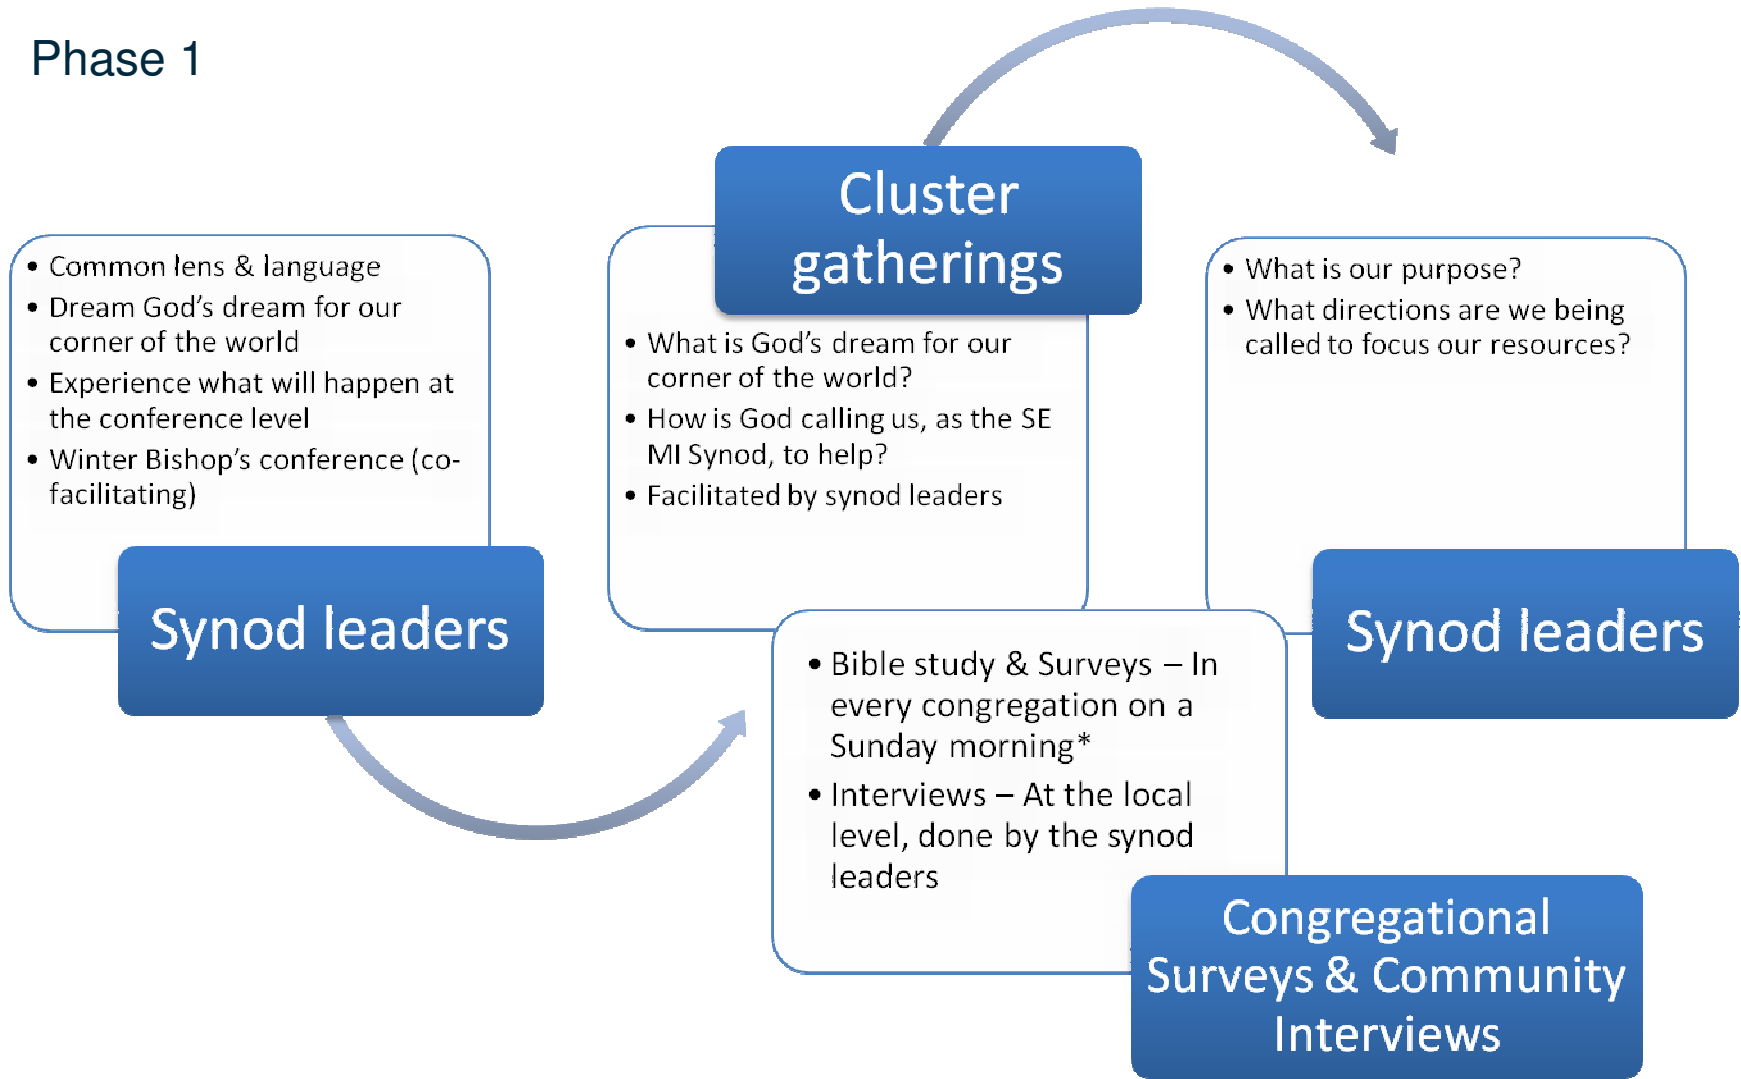 Phase 1
• Common lens & language
• Dream God's dream for our
corner of the world
• Experience what will happen at
the conference level
• Winter Bishop's conference (co-
facilitating)
Synod leaders
Cluster
gatherings
• What is God's dream for our
corner of the world?
• How is God calling us, as the SE
MI Synod, to help?
• Facilitated by synod leaders
• Bible study & Surveys – In
every congregation on a
Sunday morning*
• Interviews – At the local
level, done by the synod
leaders
Congregational
Surveys & Community
Interviews
• What is our purpose?
• What directions are we being
called to focus our resources?
Synod leaders